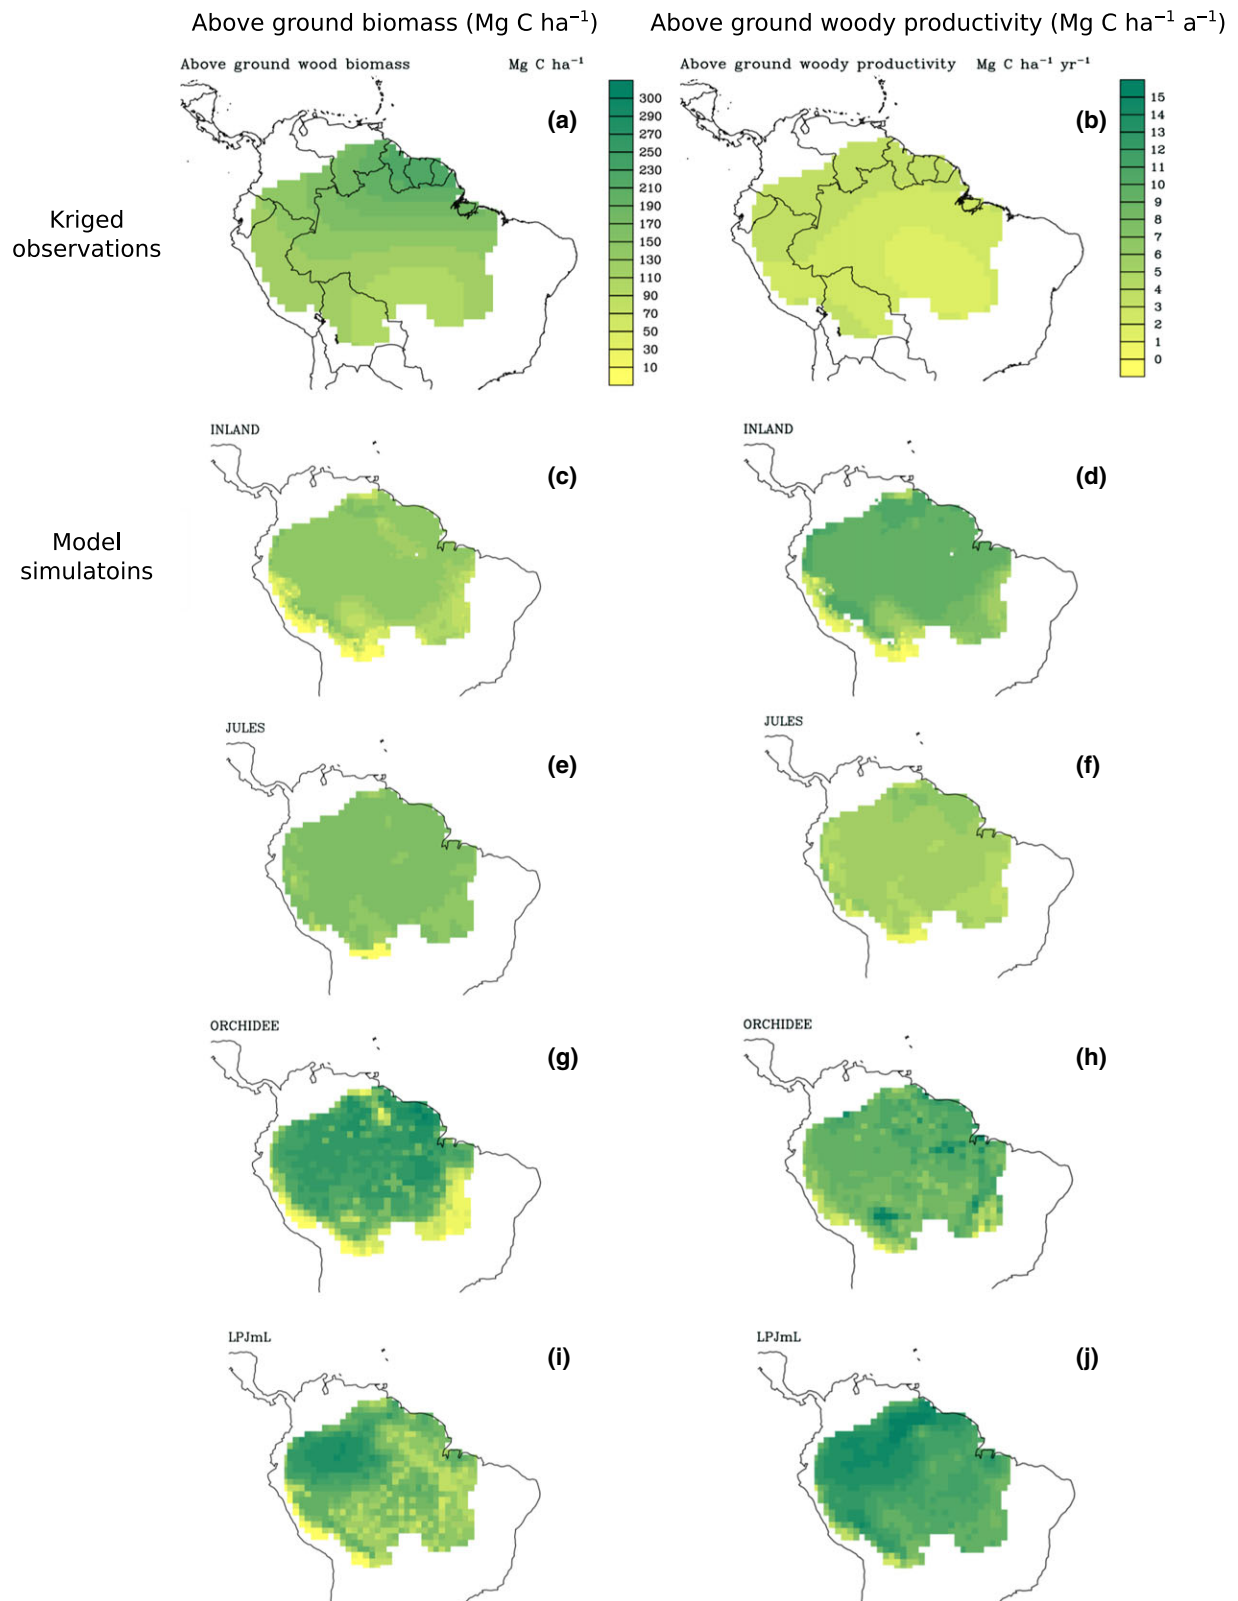 Above ground biomass (Mg C ha⁻¹)
Above ground woody productivity (Mg C ha⁻¹ a⁻¹)
Above ground wood biomass Mg C ha⁻¹
Above ground woody productivity Mg C ha⁻¹ yr⁻¹
(a)
300
290
270
250
230
210
190
170
150
130
110
90
70
50
30
10
(b)
15
14
13
12
11
10
9
8
7
6
5
4
3
2
1
0
Kriged
observations
INLAND
(c)
INLAND
(d)
Model
simulatoins
JULES
(e)
JULES
(f)
ORCHIDEE
(g)
ORCHIDEE
(h)
LPJmL
(i)
LPJmL
(j)